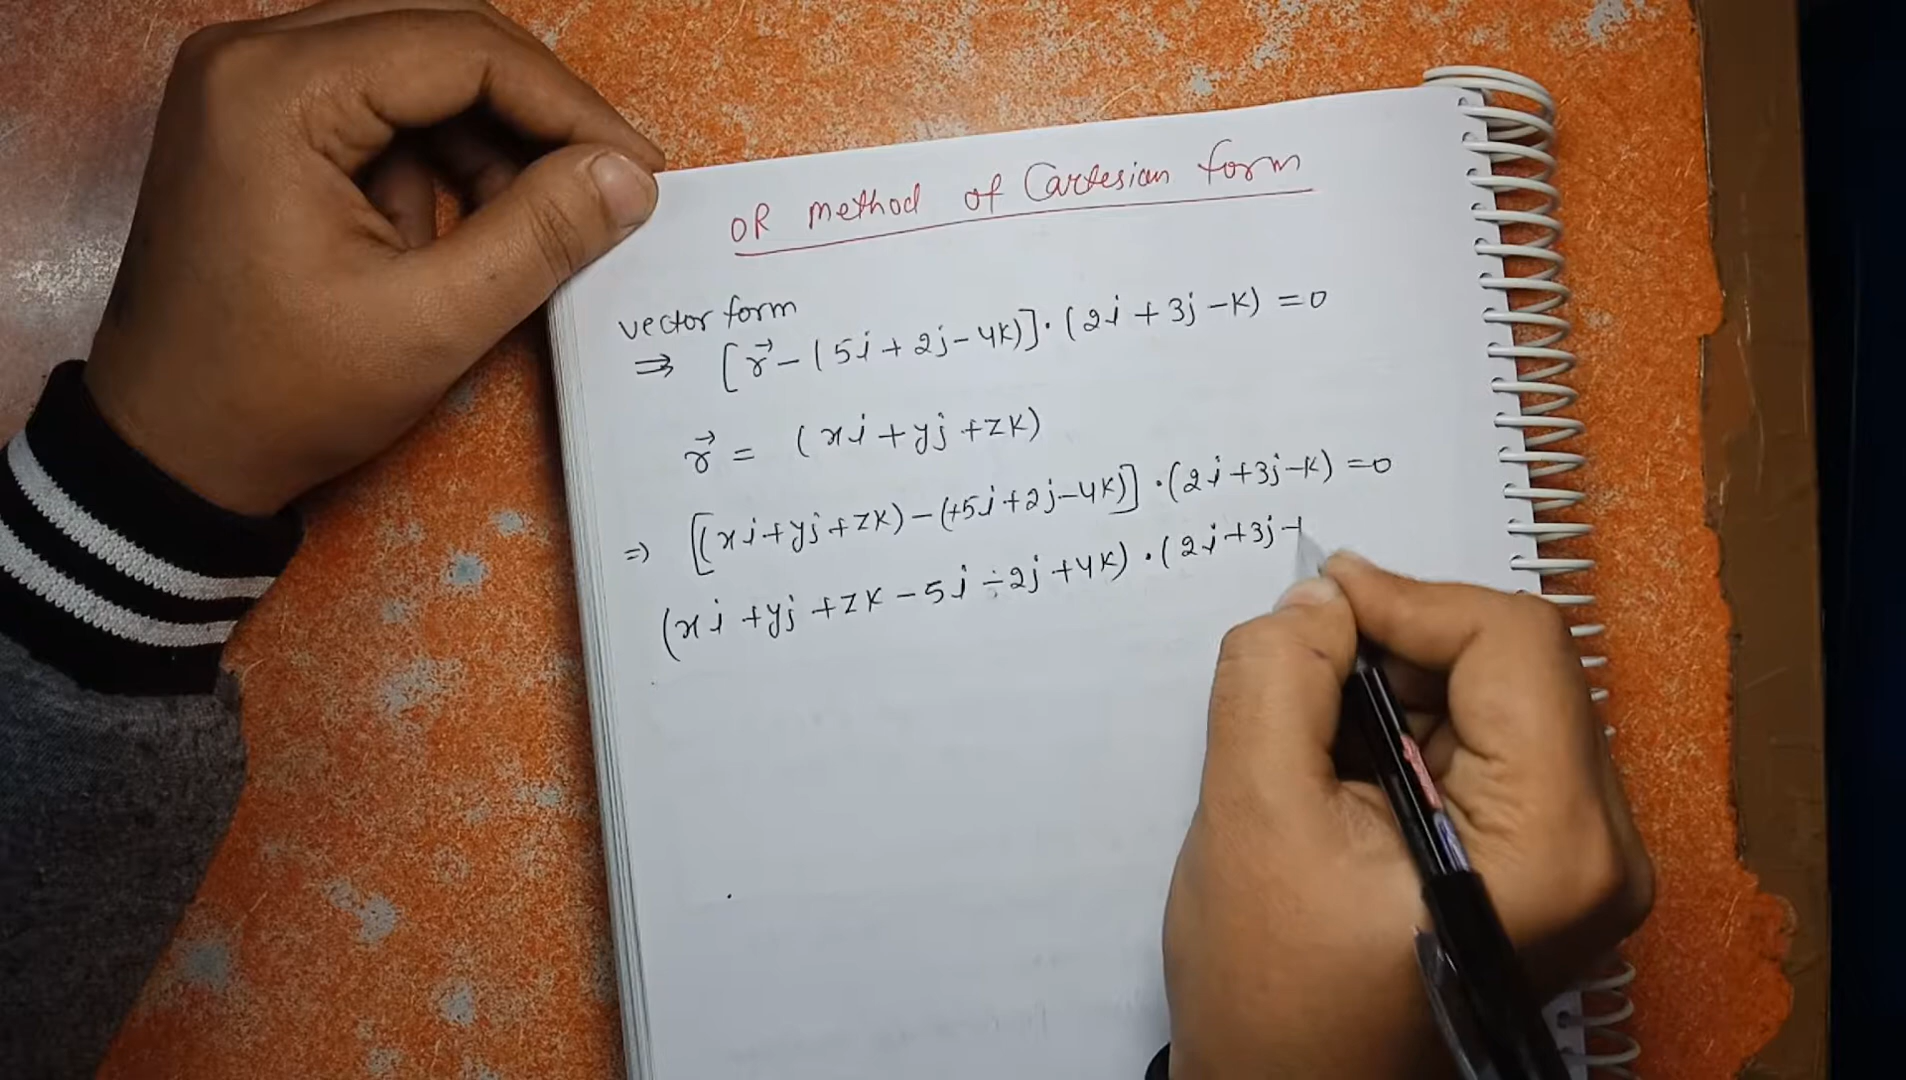 OR method of Cartesian form
vector form
⇒ [r⃗ - (5i + 2j - 4k)] · (2i + 3j - k) = 0
r⃗ = (xi + yj + zk)
⇒ [(xi + yj + zk) - (+5i + 2j - 4k)] · (2i + 3j - k) = 0
(xi + yj + zk - 5i - 2j + 4k) · (2i + 3j -